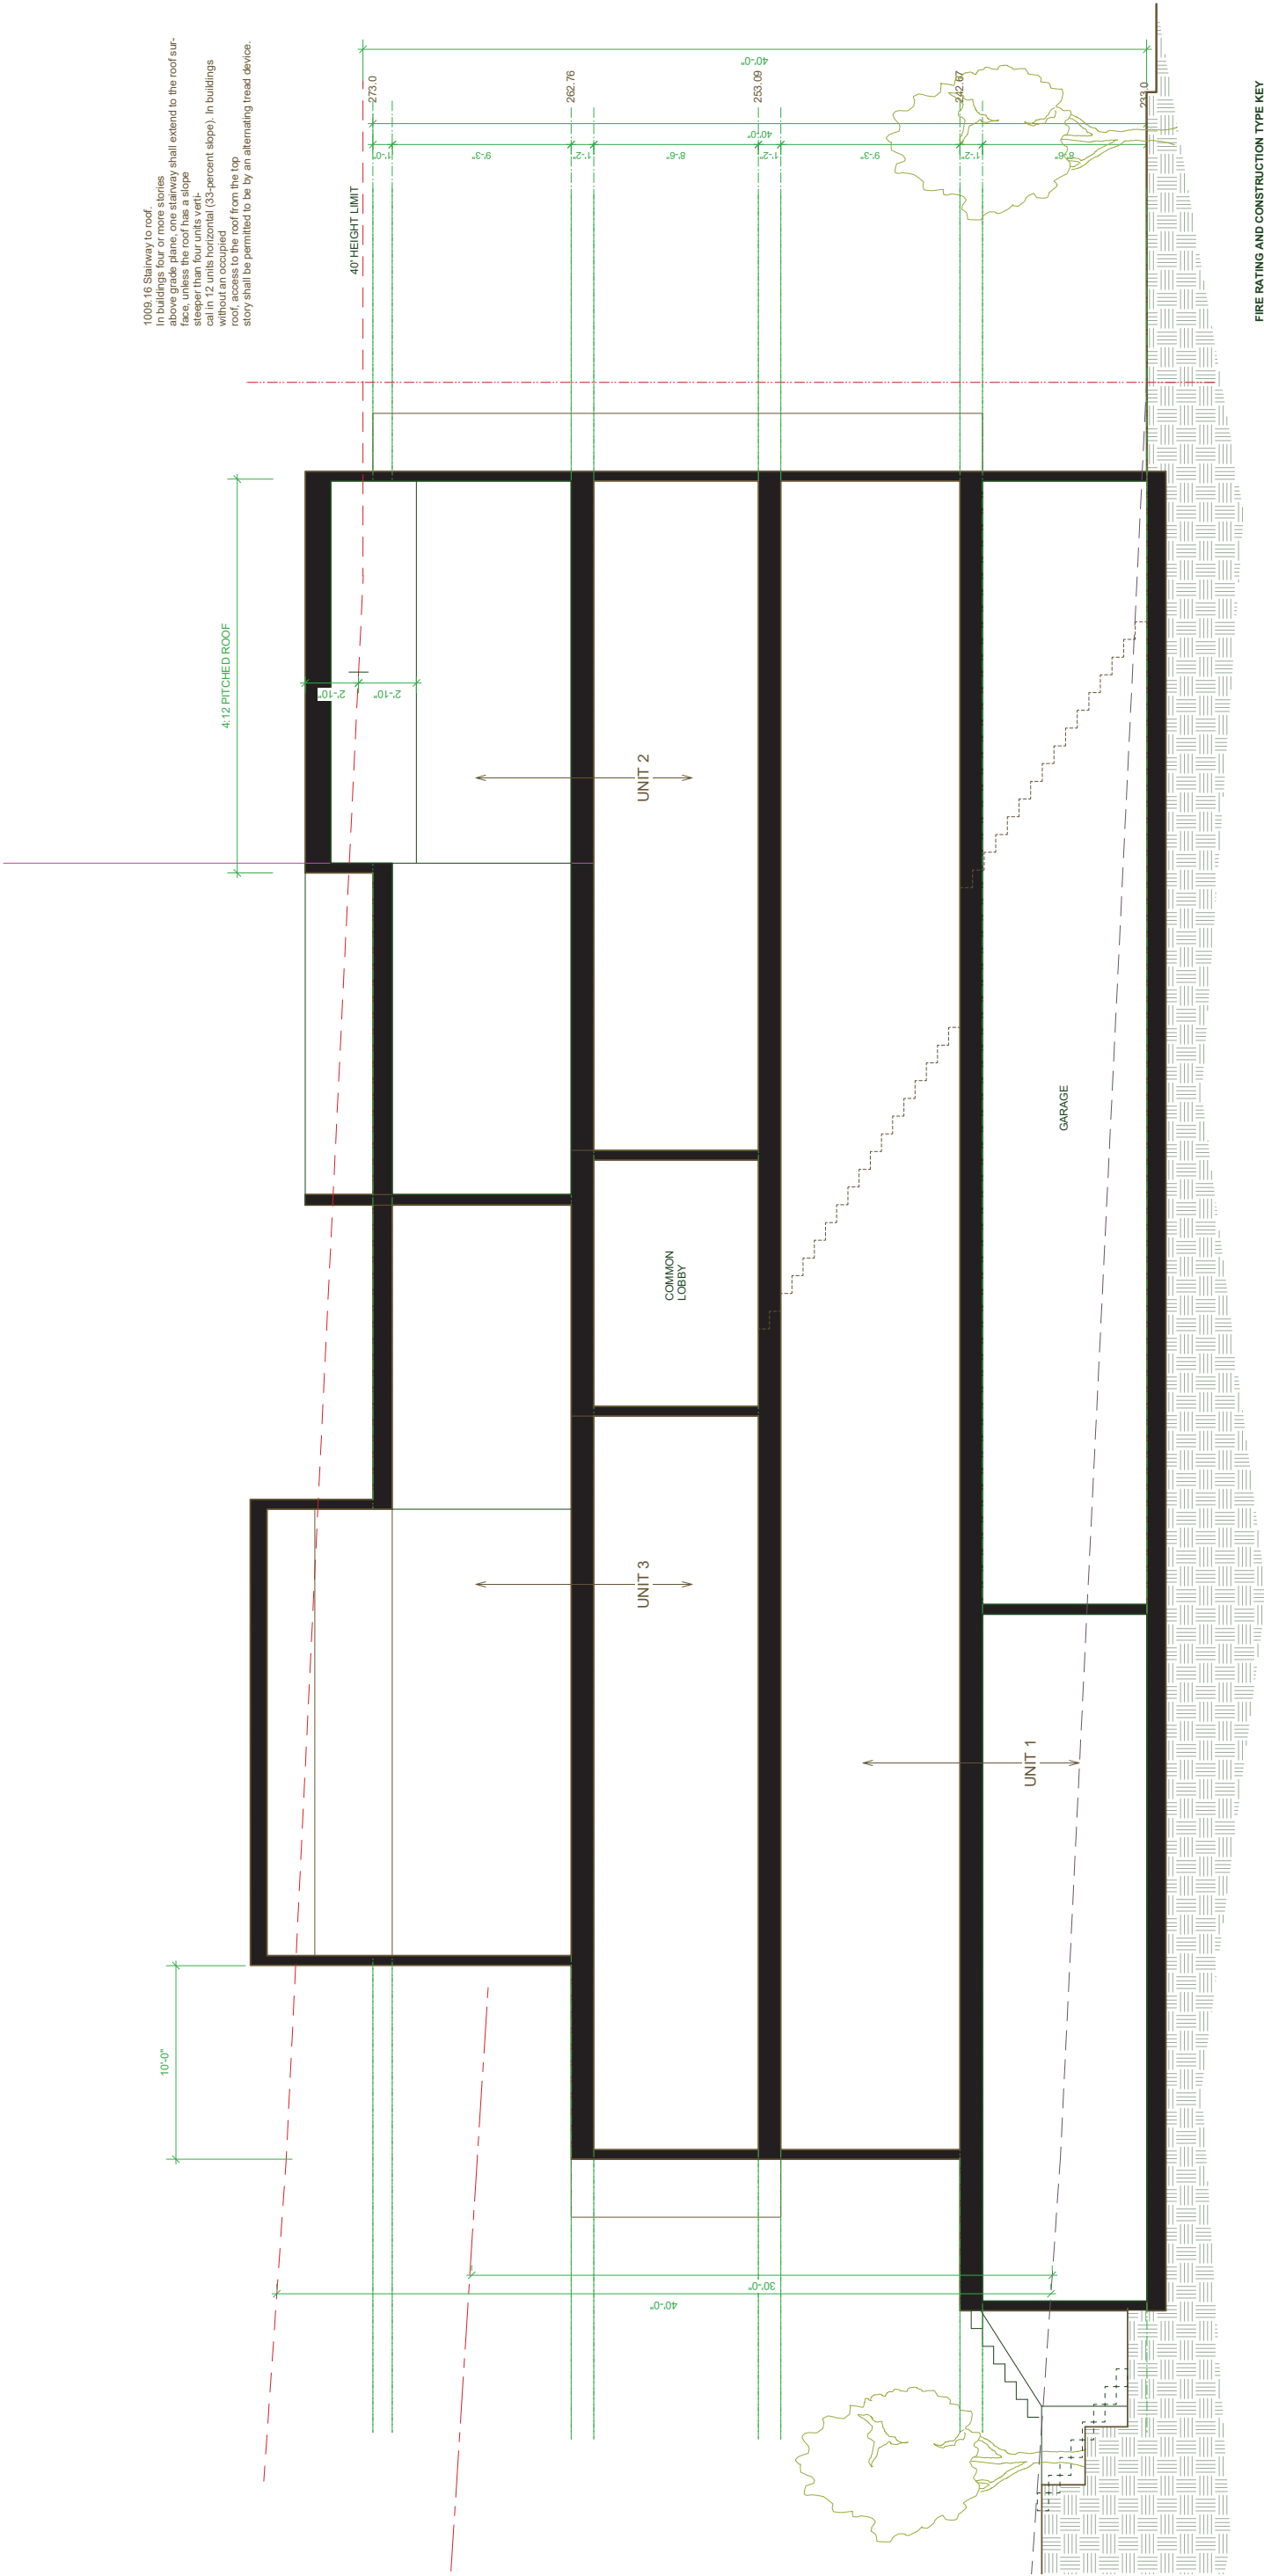 1009.16 Stairway to roof.
In buildings four or more stories
above grade plane, one stairway shall extend to the roof sur-
face, unless the roof has a slope
steeper than four units verti-
cal in 12 units horizontal (33-percent slope). In buildings
without an occupied
roof, access to the roof from the top
story shall be permitted to be by an alternating tread device.
40' HEIGHT LIMIT
40'-0"
273.0
262.76
253.09
242.67
233.0
40'-0"
1'-0"
9'-3"
1'-2"
8'-6"
1'-2"
9'-3"
1'-2"
8'-6"
4:12 PITCHED ROOF
2'-10"
2'-10"
UNIT 2
GARAGE
COMMON
LOBBY
UNIT 3
UNIT 1
10'-0"
30'-0"
40'-0"
FIRE RATING AND CONSTRUCTION TYPE KEY